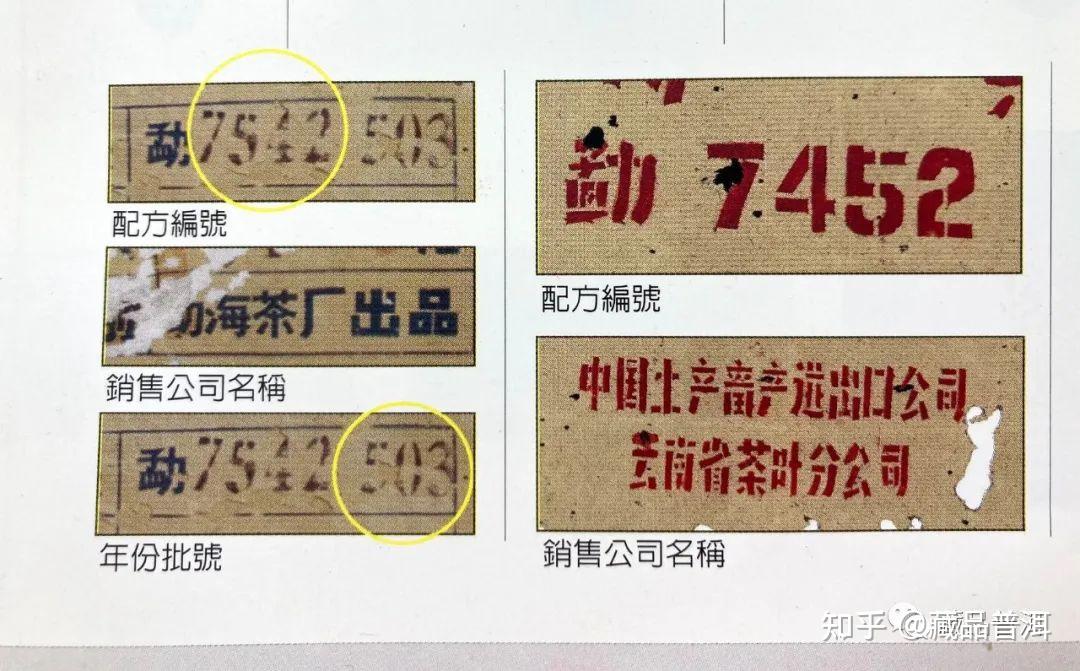 勐7542 503
配方編號
海茶厂出品
銷售公司名稱
勐7542 503
年份批號
勐 7452
配方編號
中国土产畜产进出口公司
云南省茶叶分公司
銷售公司名稱
知乎 @藏品普洱